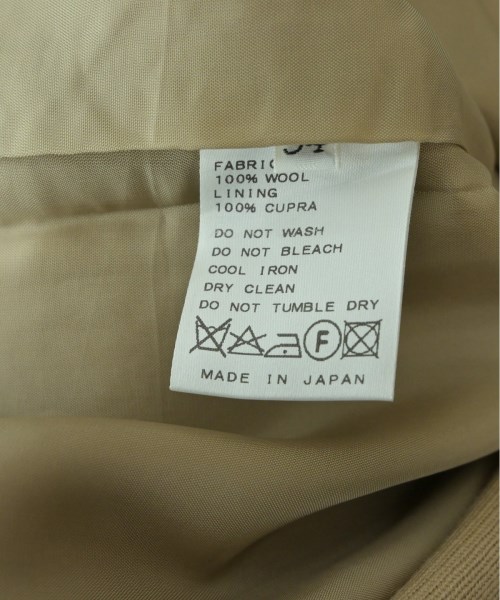 FABRIC
100% WOOL
LINING
100% CUPRA
DO NOT WASH
DO NOT BLEACH
COOL IRON
DRY CLEAN
DO NOT TUMBLE DRY
F
MADE IN JAPAN